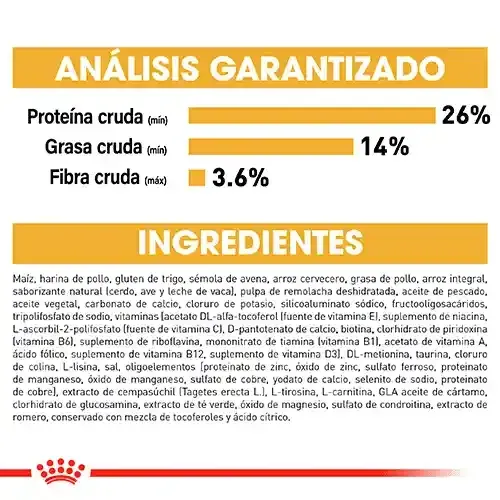 ANÁLISIS GARANTIZADO
Proteína cruda (mín) 26%
Grasa cruda (mín) 14%
Fibra cruda (máx) 3.6%
INGREDIENTES
Maíz, harina de pollo, gluten de trigo, sémola de avena, arroz cervecero, grasa de pollo, arroz integral,
saborizante natural (cerdo, ave y leche de vaca), pulpa de remolacha deshidratada, aceite de pescado,
aceite vegetal, carbonato de calcio, cloruro de potasio, silicoaluminato sódico, fructooligosacáridos,
tripolifosfato de sodio, vitaminas [acetato DL-alfa-tocoferol (fuente de vitamina E), suplemento de niacina,
L-ascorbil-2-polifosfato (fuente de vitamina C), D-pantotenato de calcio, biotina, clorhidrato de piridoxina
(vitamina B6), suplemento de riboflavina, mononitrato de tiamina (vitamina B1), acetato de vitamina A,
ácido fólico, suplemento de vitamina B12, suplemento de vitamina D3], DL-metionina, taurina, cloruro
de colina, L-lisina, sal, oligoelementos [proteinato de zinc, óxido de zinc, sulfato ferroso, proteinato
de manganeso, óxido de manganeso, sulfato de cobre, yodato de calcio, selenito de sodio, proteinato
de cobre], extracto de cempasúchil (Tagetes erecta L.), L-tirosina, L-carnitina, GLA aceite de cártamo,
clorhidrato de glucosamina, extracto de té verde, óxido de magnesio, sulfato de condroitina, extracto de
romero, conservado con mezcla de tocoferoles y ácido cítrico.